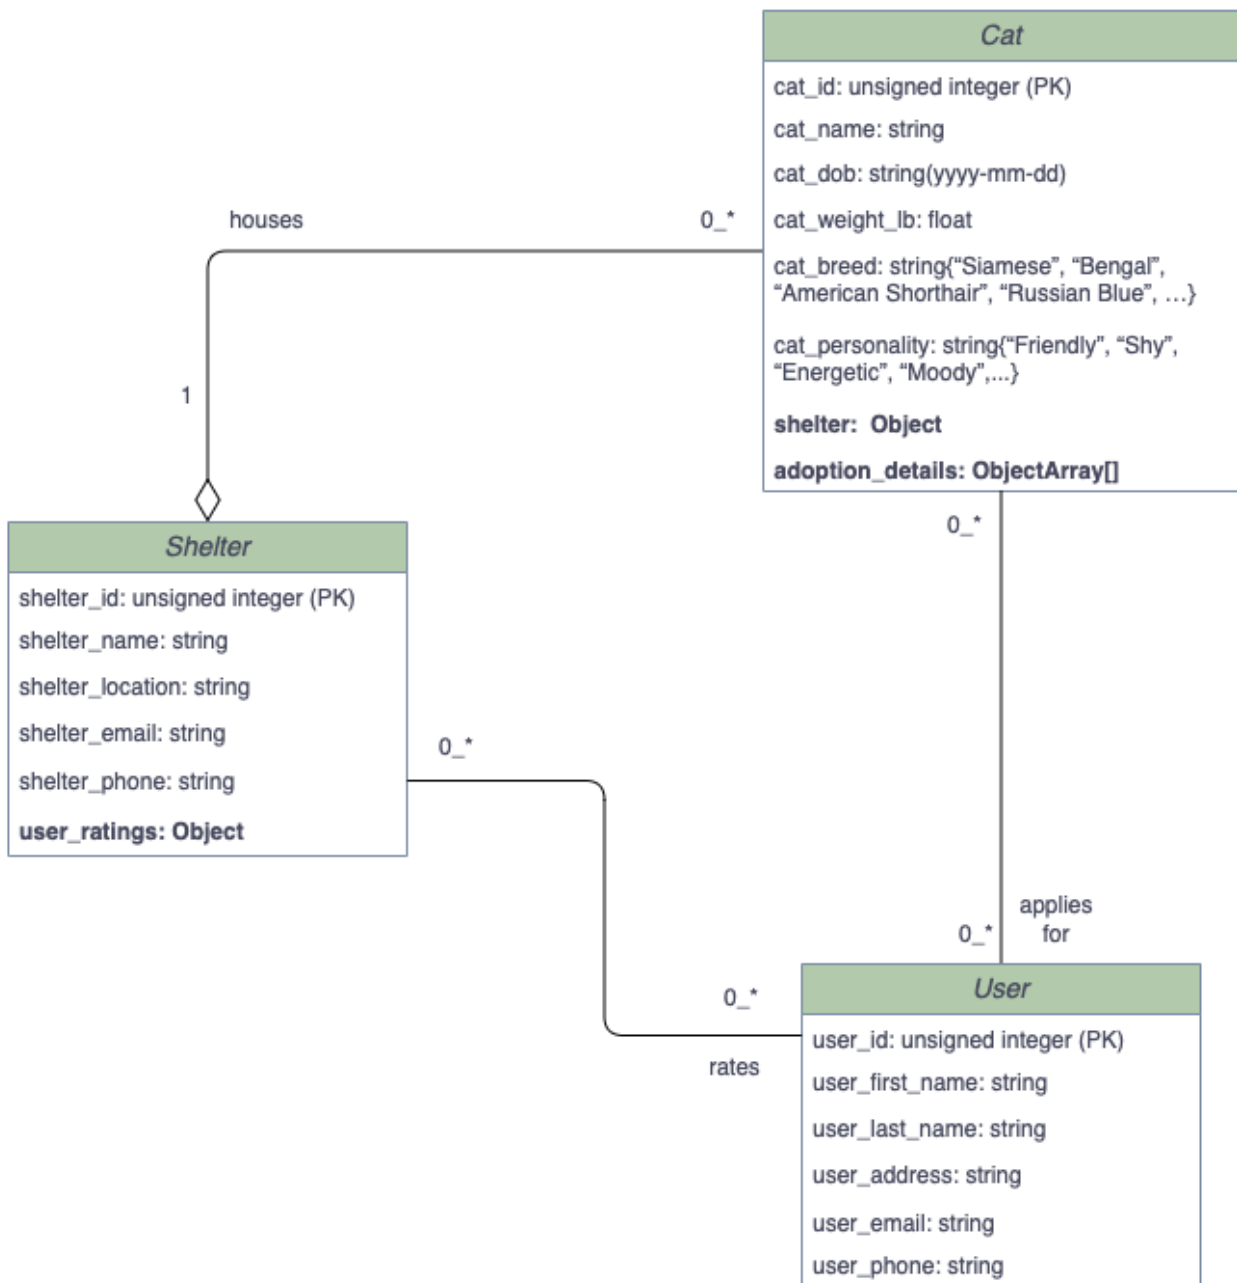 Cat
cat_id: unsigned integer (PK)
cat_name: string
cat_dob: string(yyyy-mm-dd)
cat_weight_lb: float
cat_breed: string{“Siamese”, “Bengal”,
“American Shorthair”, “Russian Blue”, ...}
cat_personality: string{“Friendly”, “Shy”,
“Energetic”, “Moody”,...}
shelter:  Object
adoption_details: ObjectArray[]
houses
0_*
1
Shelter
shelter_id: unsigned integer (PK)
shelter_name: string
shelter_location: string
shelter_email: string
shelter_phone: string
user_ratings: Object
0_*
0_*
rates
0_*
applies
for
0_*
User
user_id: unsigned integer (PK)
user_first_name: string
user_last_name: string
user_address: string
user_email: string
user_phone: string